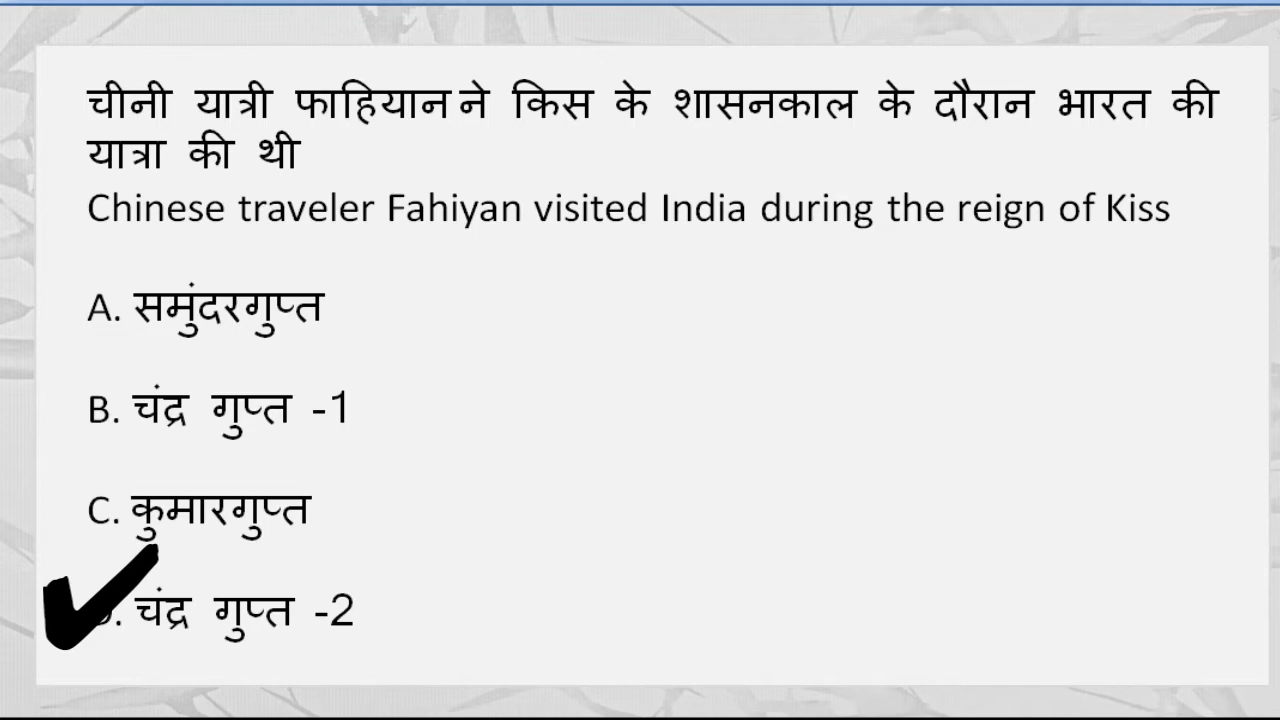 चीनी यात्री फाहियान ने किस के शासनकाल के दौरान भारत की
यात्रा की थी
Chinese traveler Fahiyan visited India during the reign of Kiss
A. समुंदरगुप्त
B. चंद्र गुप्त -1
C. कुमारगुप्त
D. चंद्र गुप्त -2